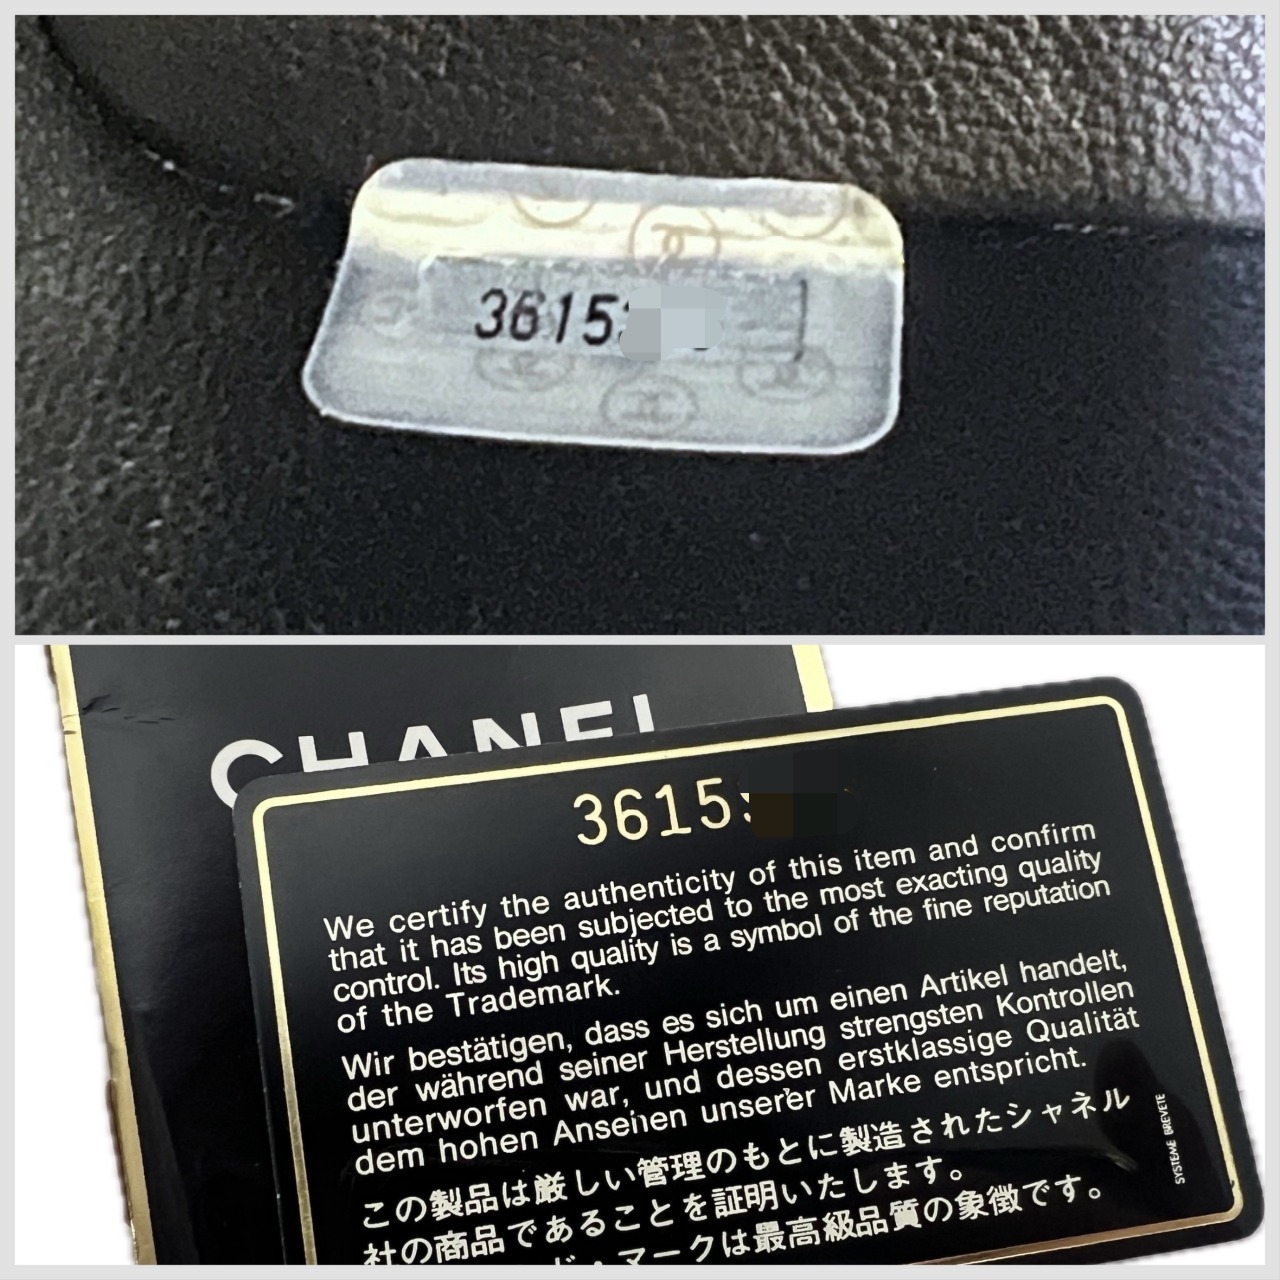 3615
CHANEL
3615
We certify the authenticity of this item and confirm
that it has been subjected to the most exacting quality
control. Its high quality is a symbol of the fine reputation
of the Trademark.
Wir bestätigen, dass es sich um einen Artikel handelt,
der während seiner Herstellung strengsten Kontrollen
unterworfen war, und dessen erstklassige Qualität
dem hohen Ansehen unserer Marke entspricht.
この製品は厳しい管理のもとに製造されたシャネル
社の商品であることを証明いたします。
マークは最高級品質の象徴です。
SYSTEME BREVETE